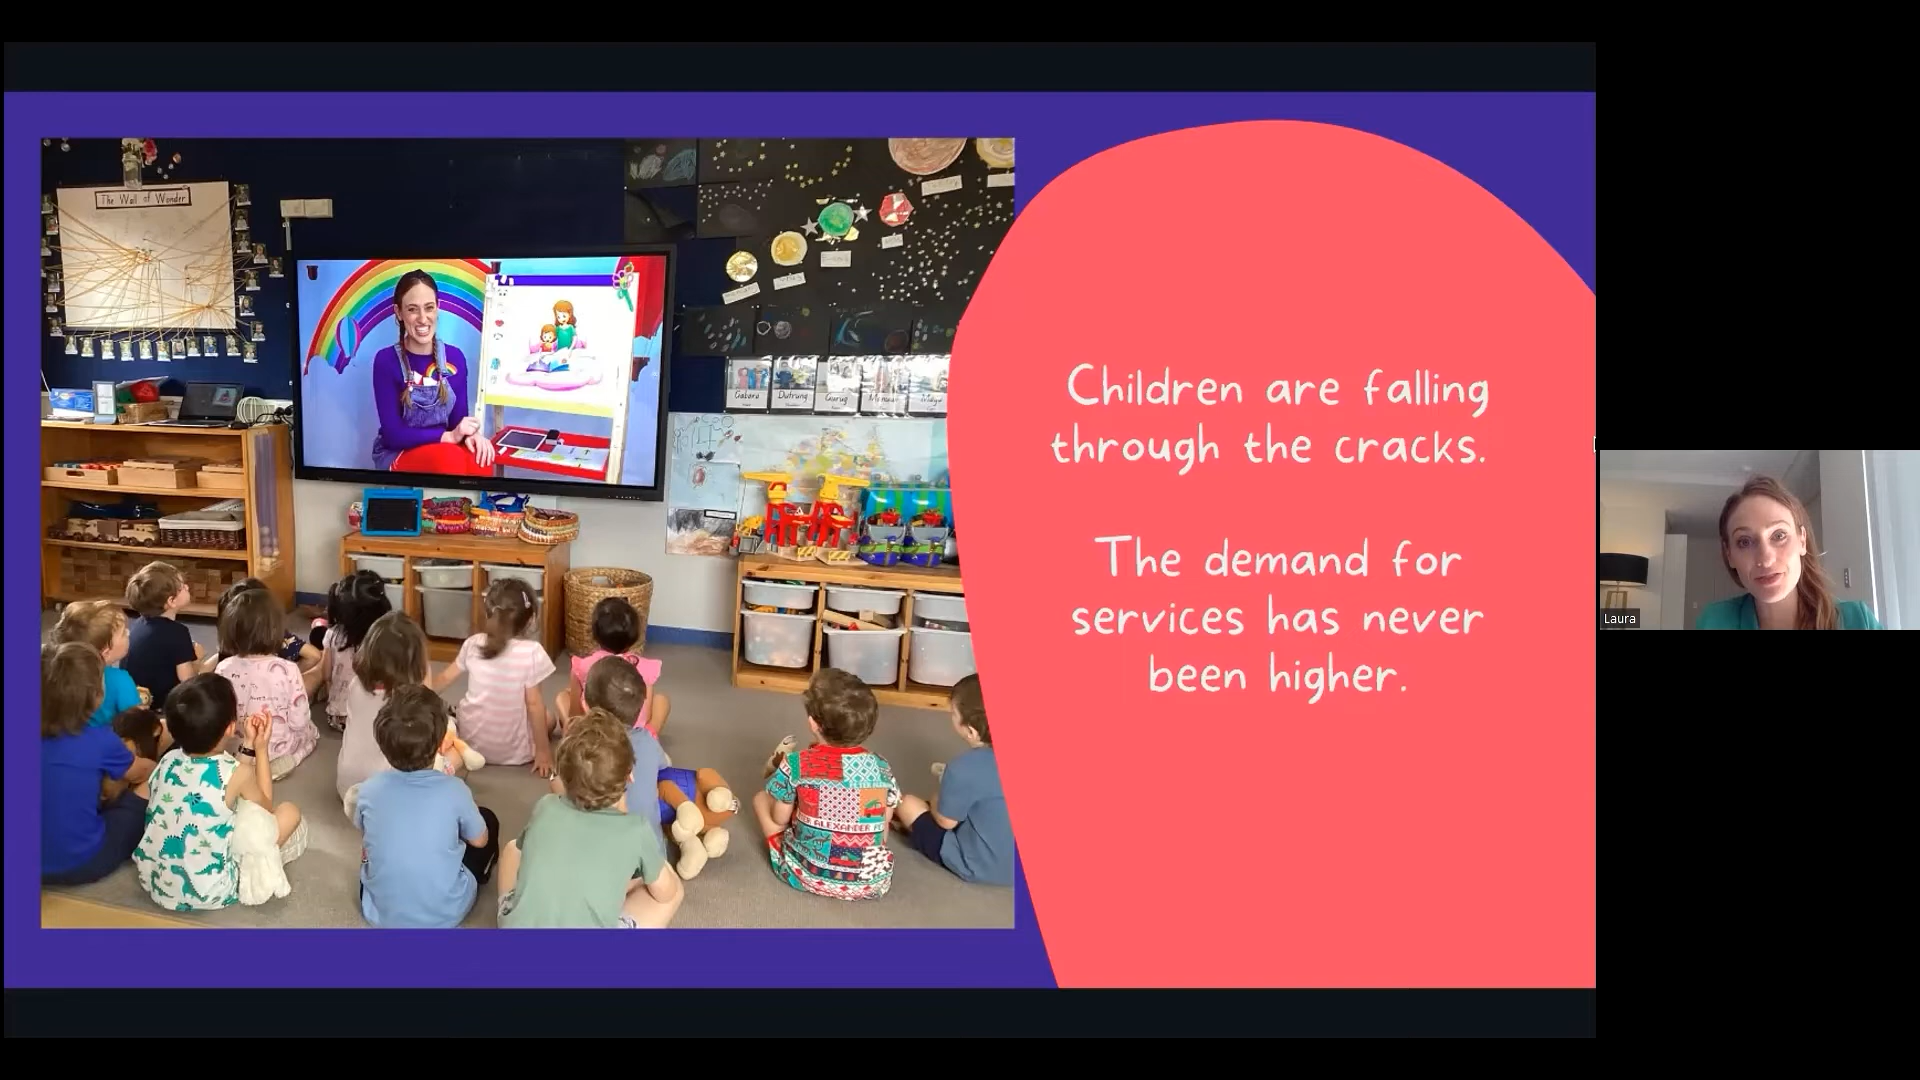 The Wall of Wonder
Children are falling
through the cracks.
The demand for
services has never
been higher.
Laura